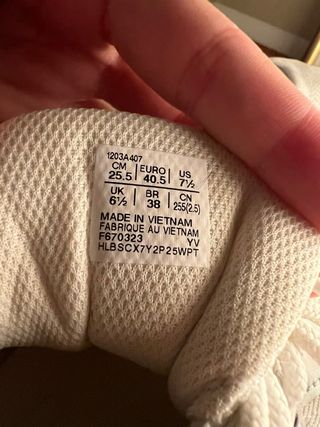 1203A407
CM EURO US
25.5 40.5 7½
UK BR CN
6½ 38 255(2.5)
MADE IN VIETNAM
FABRIQUE AU VIETNAM
F670323 YV
HLBSCX7Y2P25WPT